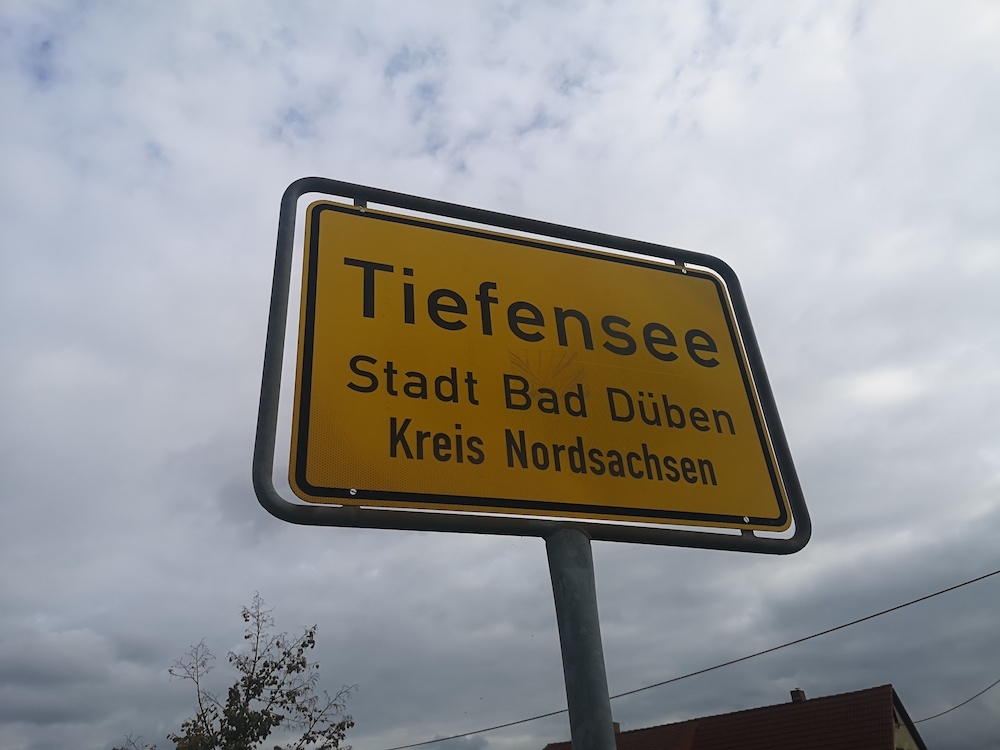 Tiefensee
Stadt Bad Düben
Kreis Nordsachsen